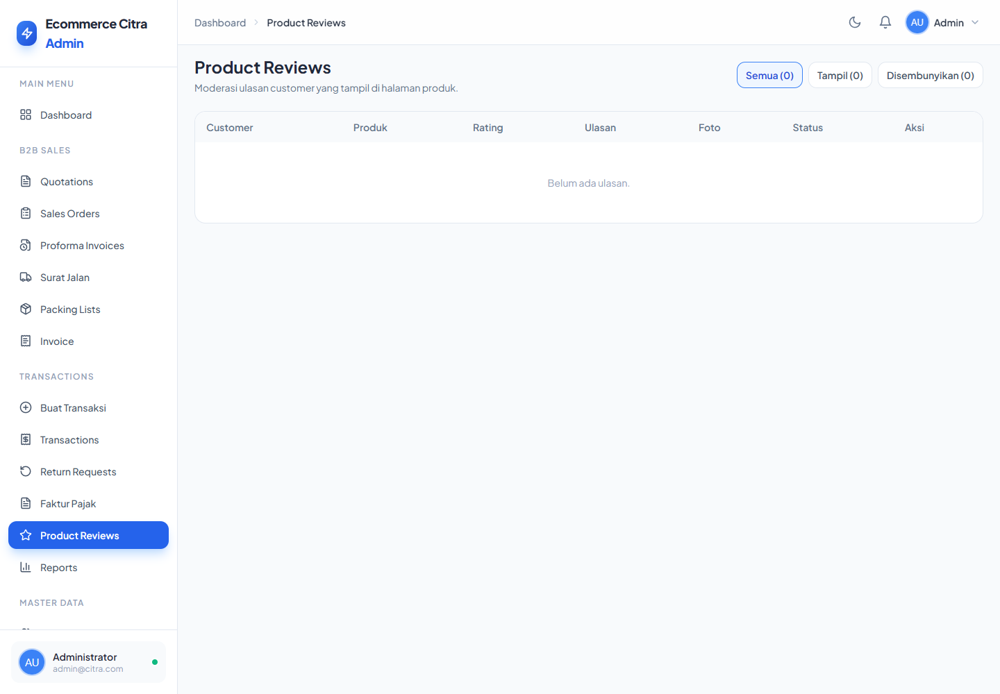 Ecommerce Citra
Admin
MAIN MENU
Dashboard
B2B SALES
Quotations
Sales Orders
Proforma Invoices
Surat Jalan
Packing Lists
Invoice
TRANSACTIONS
Buat Transaksi
Transactions
Return Requests
Faktur Pajak
Product Reviews
Reports
MASTER DATA
AU
Administrator
admin@citra.com
Dashboard Product Reviews
AU Admin
Product Reviews
Moderasi ulasan customer yang tampil di halaman produk.
Semua (0) Tampil (0) Disembunyikan (0)
Customer Produk Rating Ulasan Foto Status Aksi
Belum ada ulasan.